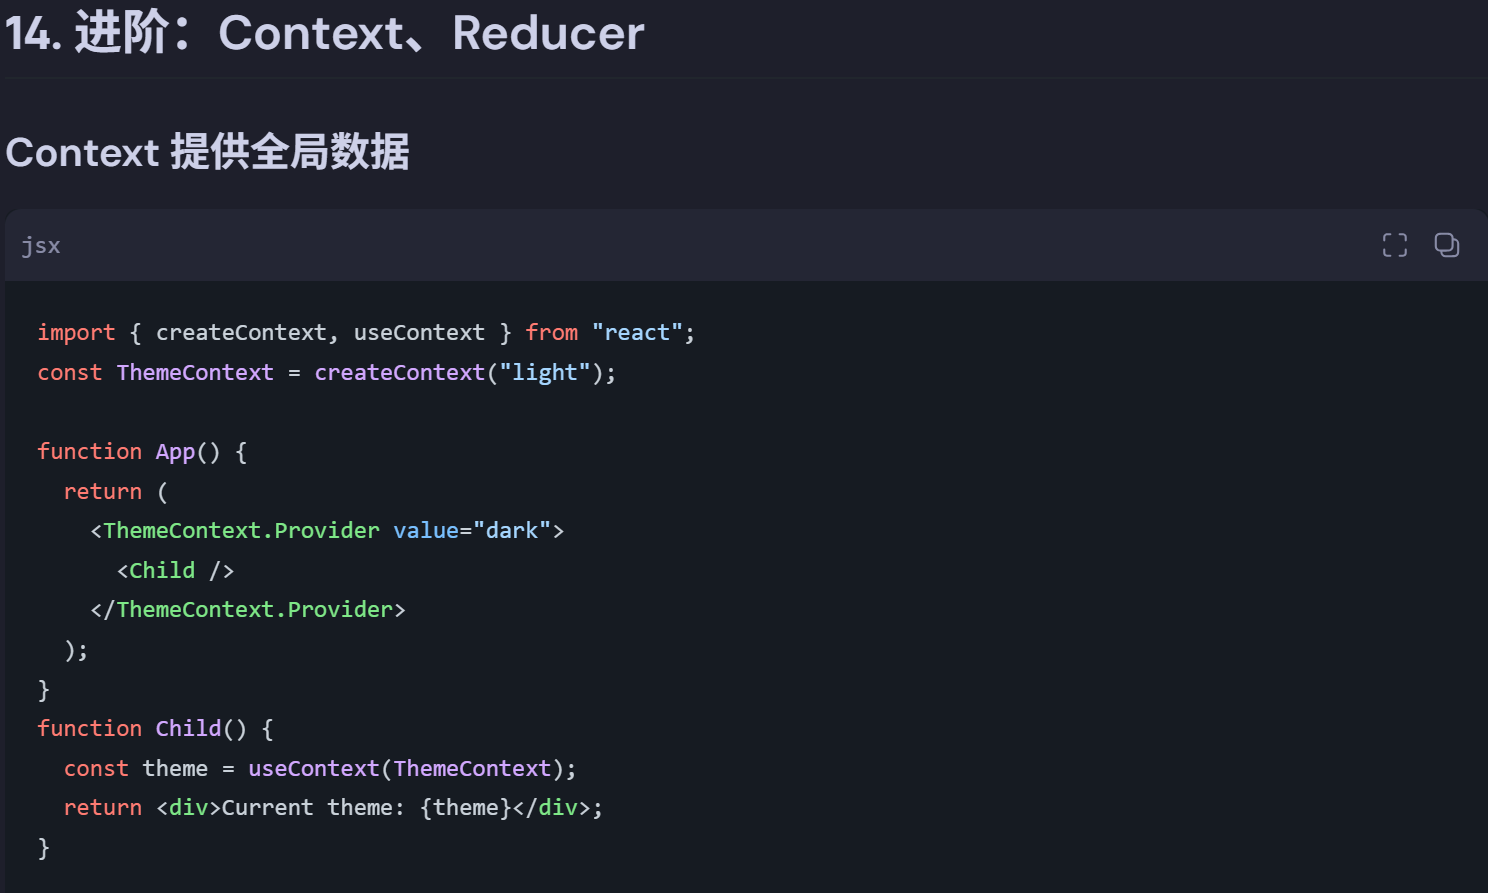 14. 进阶：Context、Reducer
Context 提供全局数据
jsx
import { createContext, useContext } from "react";
const ThemeContext = createContext("light");
function App() {
  return (
    <ThemeContext.Provider value="dark">
      <Child />
    </ThemeContext.Provider>
  );
}
function Child() {
  const theme = useContext(ThemeContext);
  return <div>Current theme: {theme}</div>;
}